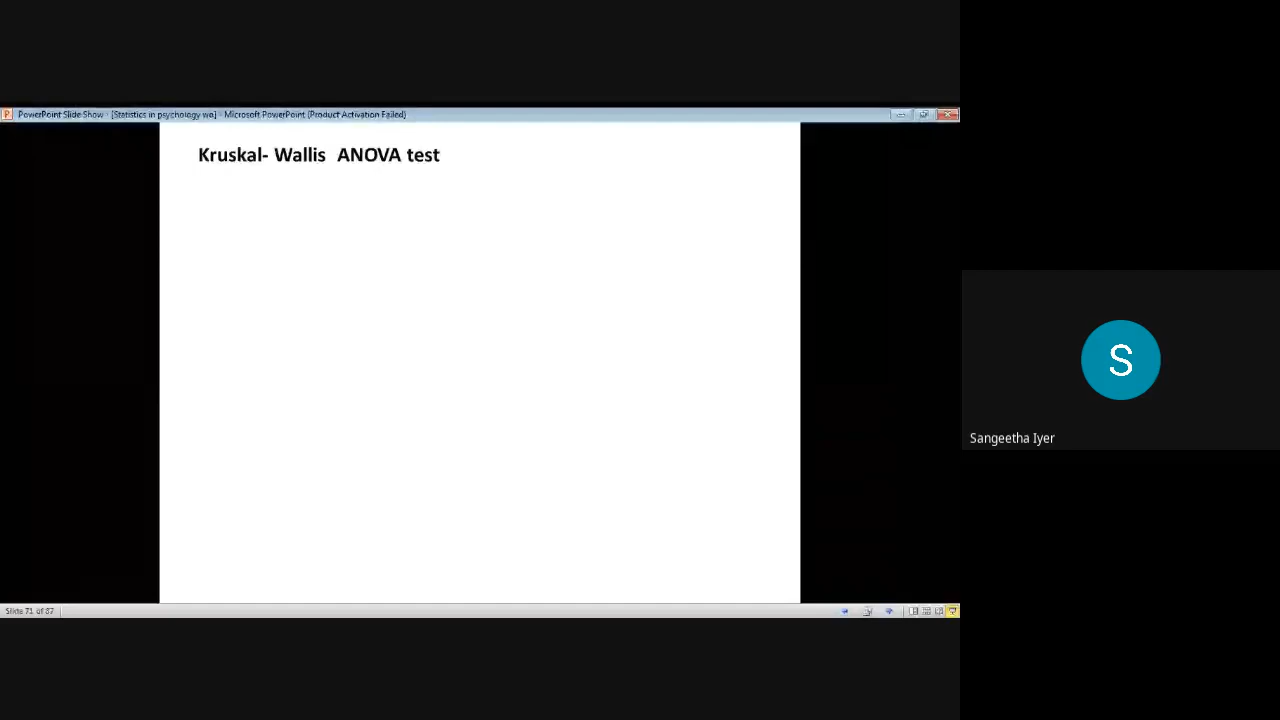 PowerPoint Slide Show - [Statistics in psychology wo] - Microsoft PowerPoint (Product Activation Failed)
Kruskal- Wallis  ANOVA test
S
Sangeetha Iyer
Slide 71 of 87